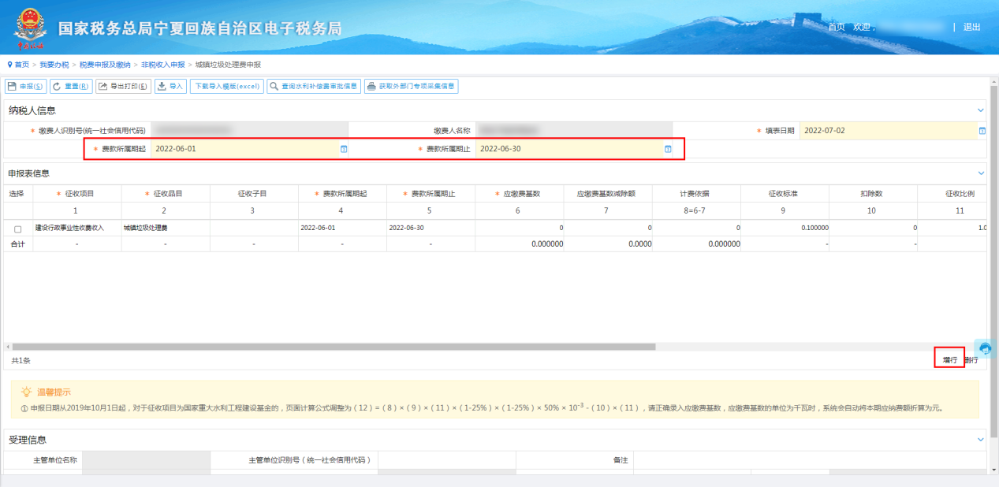 国家税务总局宁夏回族自治区电子税务局
首页 欢迎， | 退出
首页 > 我要办税 > 税费申报及缴纳 > 非税收入申报 > 城镇垃圾处理费申报
申报(S) 重置(R) 导出打印(E) 导入 下载导入模板(excel) 查询水利补偿费审批信息 获取外部门专项采集信息
纳税人信息
* 缴费人识别号(统一社会信用代码) 缴费人名称 * 填表日期 2022-07-02
* 费款所属期起 2022-06-01 * 费款所属期止 2022-06-30
申报表信息
选择 * 征收项目 * 征收品目 征收子目 * 费款所属期起 * 费款所属期止 * 应缴费基数 应缴费基数减除额 计费依据 征收标准 扣除数 征收比例
1 2 3 4 5 6 7 8=6-7 9 10 11
建设行政事业性收费收入 城镇垃圾处理费 2022-06-01 2022-06-30 0 0 0 0.100000 0 1.0
合计 - - - - - 0.000000 0.0000 0.000000 - -
共1条 增行 删行
温馨提示
① 申报日期从2019年10月1日起，对于征收项目为国家重大水利工程建设基金的，页面计算公式调整为（12）=（8）×（9）×（11）×（1-25%）×（1-25%）× 50% × 10⁻³ -（10）×（11），请正确录入应缴费基数，应缴费基数的单位为千瓦时，系统会自动将本期应纳费额折算为元。
受理信息
主管单位名称 主管单位识别号（统一社会信用代码） 备注